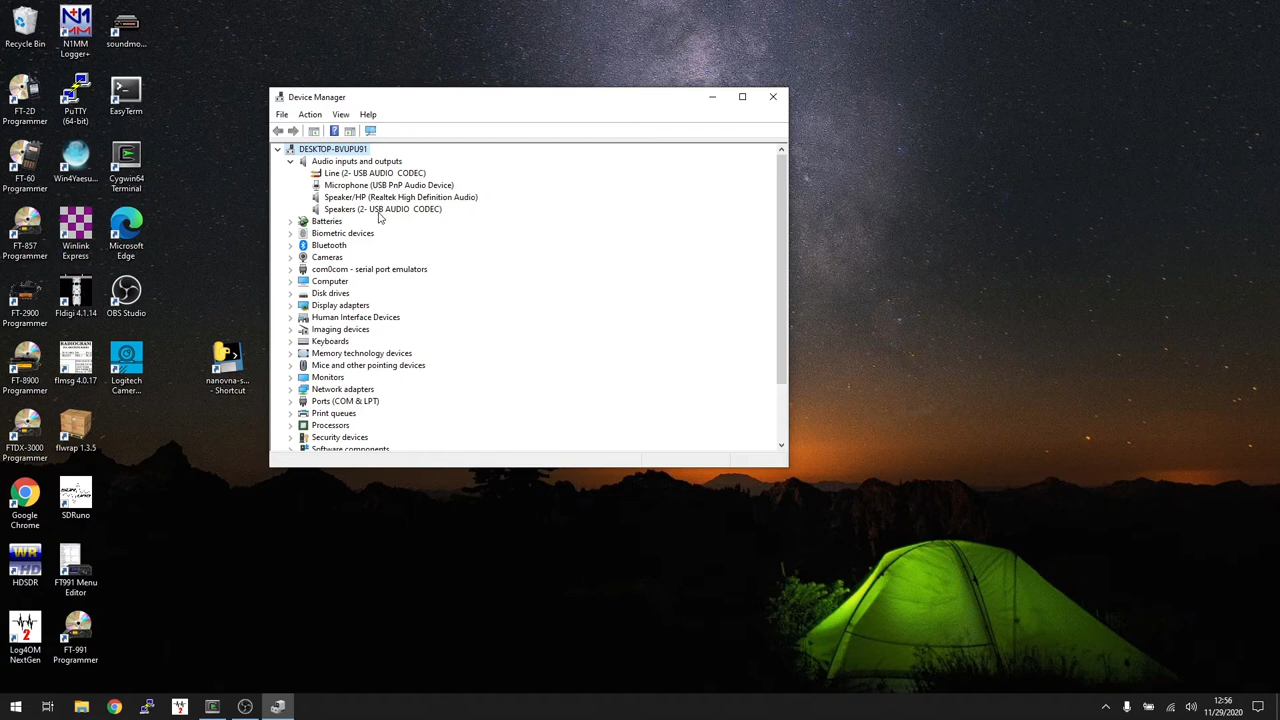 Recycle Bin
N1MM
Logger+
soundmo...
FT-2D
Programmer
PuTTY
(64-bit)
EasyTerm
FT-60
Programmer
Win4Yaesu...
Cygwin64
Terminal
FT-857
Programmer
Winlink
Express
Microsoft
Edge
FT-2900
Programmer
Fldigi 4.1.14
OBS Studio
FT-8900
Programmer
RADIOGRAM
flmsg 4.0.17
Logitech
Camer...
nanovna-s...
- Shortcut
FTDX-3000
Programmer
flwrap 1.3.5
Google
Chrome
SDRuno
HDSDR
FT991 Menu
Editor
Log4OM
NextGen
FT-991
Programmer
Device Manager
File Action View Help
DESKTOP-BVUPU91
Audio inputs and outputs
Line (2- USB AUDIO  CODEC)
Microphone (USB PnP Audio Device)
Speaker/HP (Realtek High Definition Audio)
Speakers (2- USB AUDIO  CODEC)
Batteries
Biometric devices
Bluetooth
Cameras
com0com - serial port emulators
Computer
Disk drives
Display adapters
Human Interface Devices
Imaging devices
Keyboards
Memory technology devices
Mice and other pointing devices
Monitors
Network adapters
Ports (COM & LPT)
Print queues
Processors
Security devices
Software components
12:56
11/29/2020